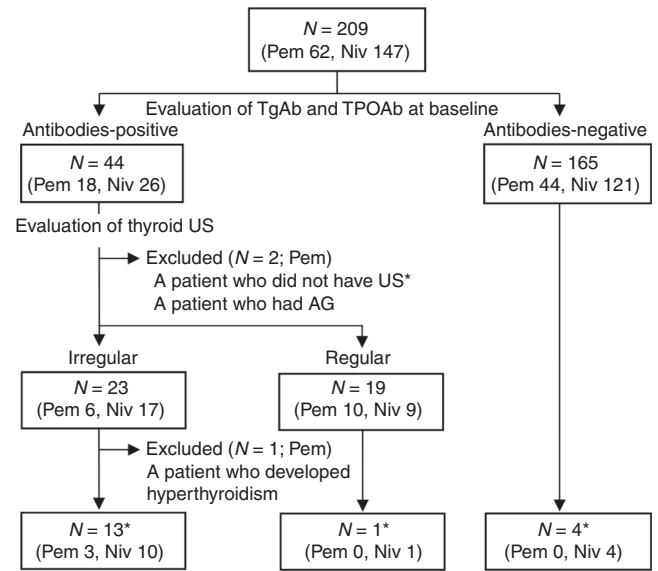 N = 209
(Pem 62, Niv 147)
Evaluation of TgAb and TPOAb at baseline
Antibodies-positive
Antibodies-negative
N = 44
(Pem 18, Niv 26)
N = 165
(Pem 44, Niv 121)
Evaluation of thyroid US
Excluded (N = 2; Pem)
A patient who did not have US*
A patient who had AG
Irregular
Regular
N = 23
(Pem 6, Niv 17)
N = 19
(Pem 10, Niv 9)
Excluded (N = 1; Pem)
A patient who developed
hyperthyroidism
N = 13*
(Pem 3, Niv 10)
N = 1*
(Pem 0, Niv 1)
N = 4*
(Pem 0, Niv 4)